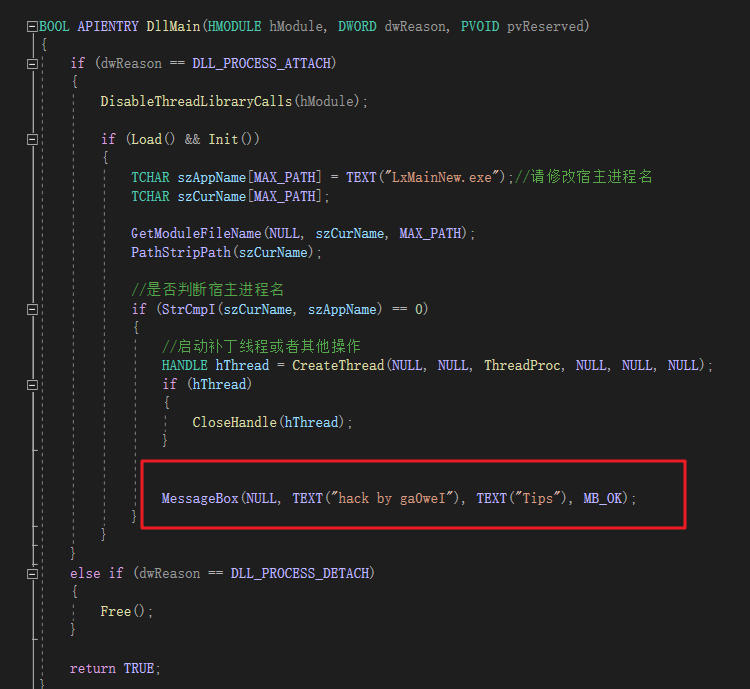 BOOL APIENTRY DllMain(HMODULE hModule, DWORD dwReason, PVOID pvReserved)
{
if (dwReason == DLL_PROCESS_ATTACH)
{
DisableThreadLibraryCalls(hModule);
if (Load() && Init())
{
TCHAR szAppName[MAX_PATH] = TEXT("LxMainNew.exe");//请修改宿主进程名
TCHAR szCurName[MAX_PATH];
GetModuleFileName(NULL, szCurName, MAX_PATH);
PathStripPath(szCurName);
//是否判断宿主进程名
if (StrCmpI(szCurName, szAppName) == 0)
{
//启动补丁线程或者其他操作
HANDLE hThread = CreateThread(NULL, NULL, ThreadProc, NULL, NULL, NULL);
if (hThread)
{
CloseHandle(hThread);
}
MessageBox(NULL, TEXT("hack by ga0weI"), TEXT("Tips"), MB_OK);
}
}
}
else if (dwReason == DLL_PROCESS_DETACH)
{
Free();
}
return TRUE;
}